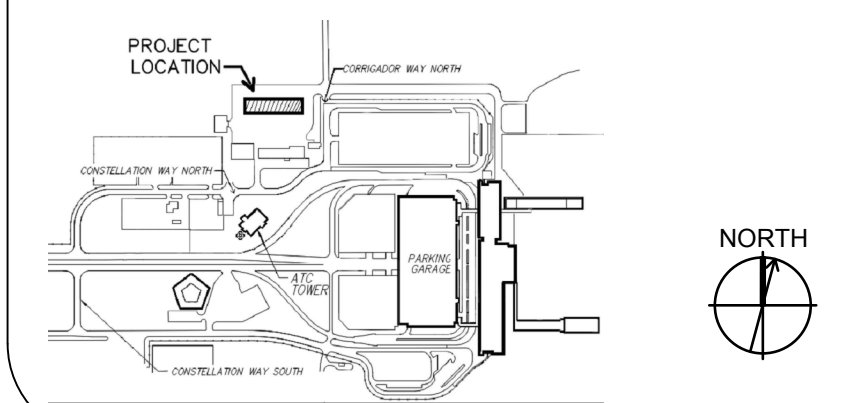 PROJECT
LOCATION
CORRIGADOR WAY NORTH
CONSTELLATION WAY NORTH
NORTH
PARKING
GARAGE
ATC
TOWER
CONSTELLATION WAY SOUTH